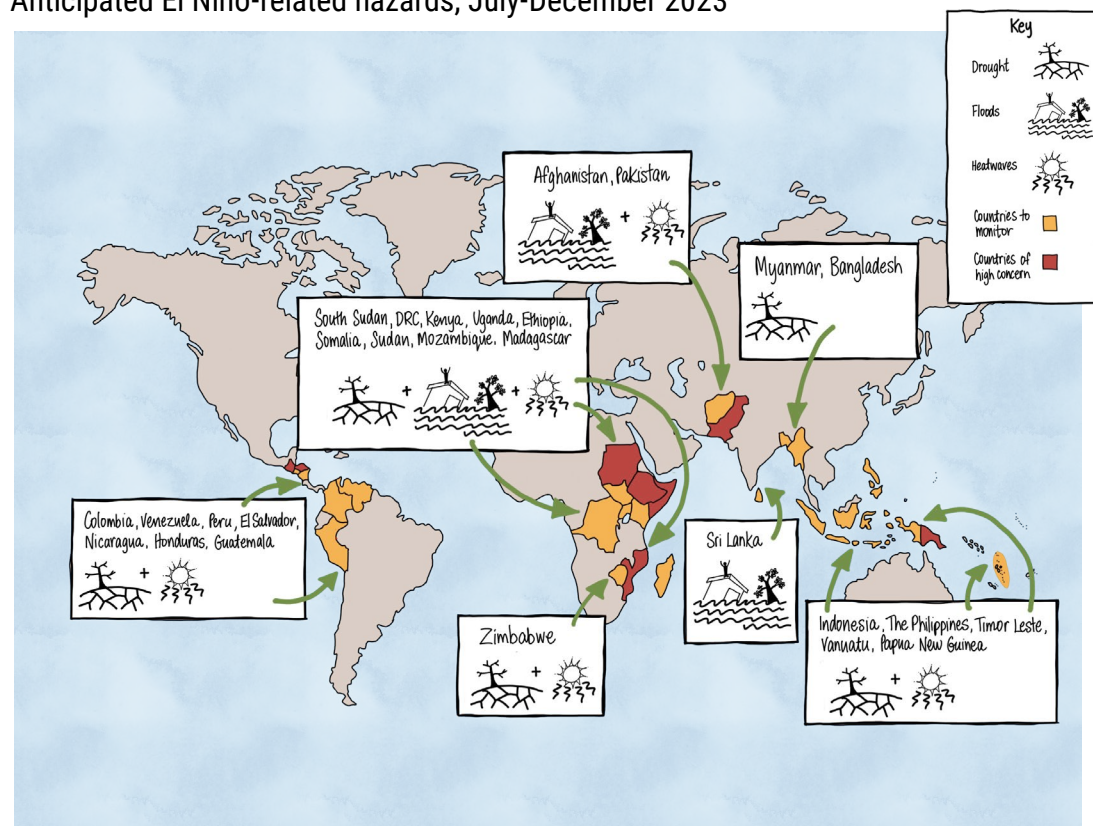 Anticipated El Niño-related hazards, July-December 2023
Key
Drought
Floods
Heatwaves
Countries to
monitor
Countries of
high concern
Afghanistan, Pakistan
+
Myanmar, Bangladesh
South Sudan, DRC, Kenya, Uganda, Ethiopia,
Somalia, Sudan, Mozambique, Madagascar
+ +
Colombia, Venezuela, Peru, El Salvador,
Nicaragua, Honduras, Guatemala
+
Sri Lanka
Zimbabwe
+
Indonesia, The Philippines, Timor Leste,
Vanuatu, Papua New Guinea
+